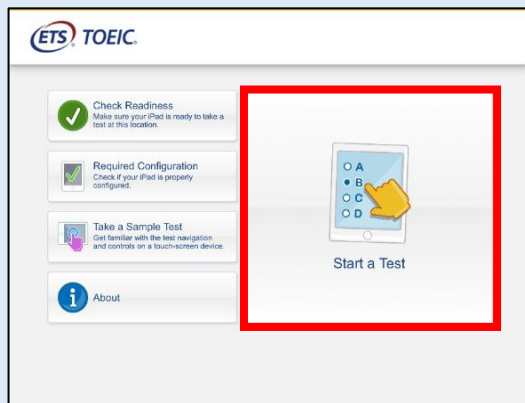 ETS TOEIC
Check Readiness
Make sure your iPad is ready to take a
test at this location.
Required Configuration
Check if your iPad is properly
configured.
Take a Sample Test
Get familiar with the test navigation
and controls on a touch-screen device.
About
A
B
C
D
Start a Test